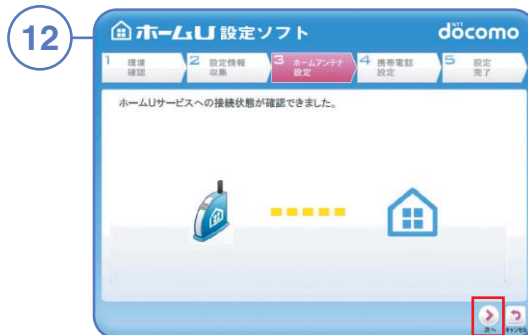 12
ホームU 設定ソフト
NTT
döcomo
1 環境確認
2 設定情報収集
3 ホームアンテナ設定
4 携帯電話設定
5 設定完了
ホームUサービスへの接続状態が確認できました。
次へ
キャンセル